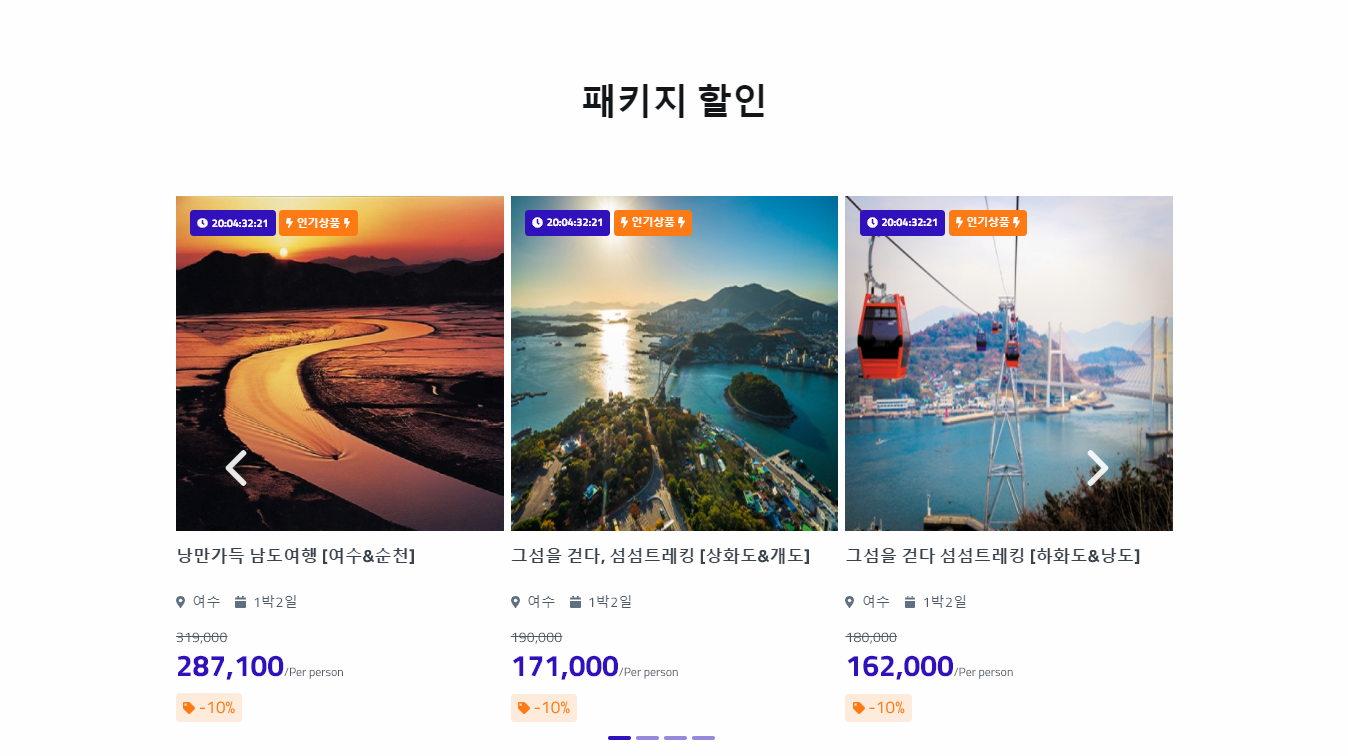 패키지 할인
20:04:32:21 인기상품
20:04:32:21 인기상품
20:04:32:21 인기상품
낭만가득 남도여행 [여수&순천]
그섬을 걷다, 섬섬트레킹 [상화도&개도]
그섬을 걷다 섬섬트레킹 [하화도&낭도]
여수 1박2일
여수 1박2일
여수 1박2일
319,000
190,000
180,000
287,100/Per person
171,000/Per person
162,000/Per person
-10%
-10%
-10%